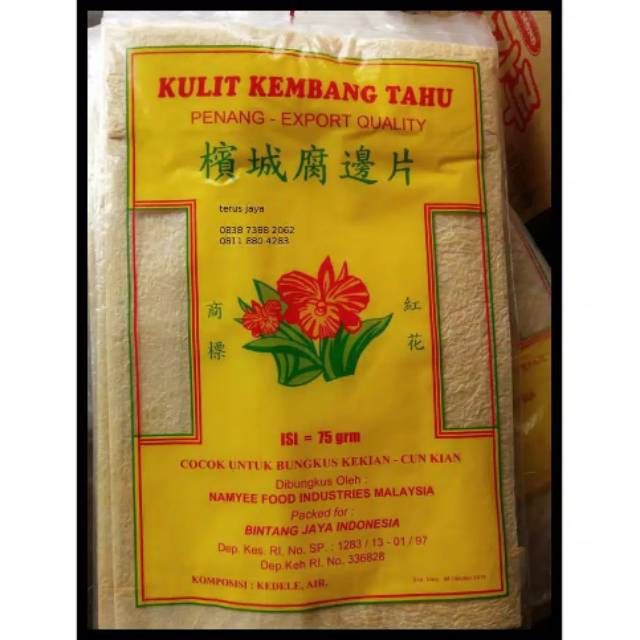 KULIT KEMBANG TAHU
PENANG - EXPORT QUALITY
檳城腐邊片
terus jaya
0838 7388 2062
0811 880 4283
商標
紅花
ISI = 75 grm
COCOK UNTUK BUNGKUS KEKIAN - CUN KIAN
Dibungkus Oleh :
NAMYEE FOOD INDUSTRIES MALAYSIA
Packed for :
BINTANG JAYA INDONESIA
Dep. Kes. RI. No. SP. : 1283 / 13 - 01 / 97
Dep.Keh RI. No. 336828
KOMPOSISI : KEDELE, AIR.